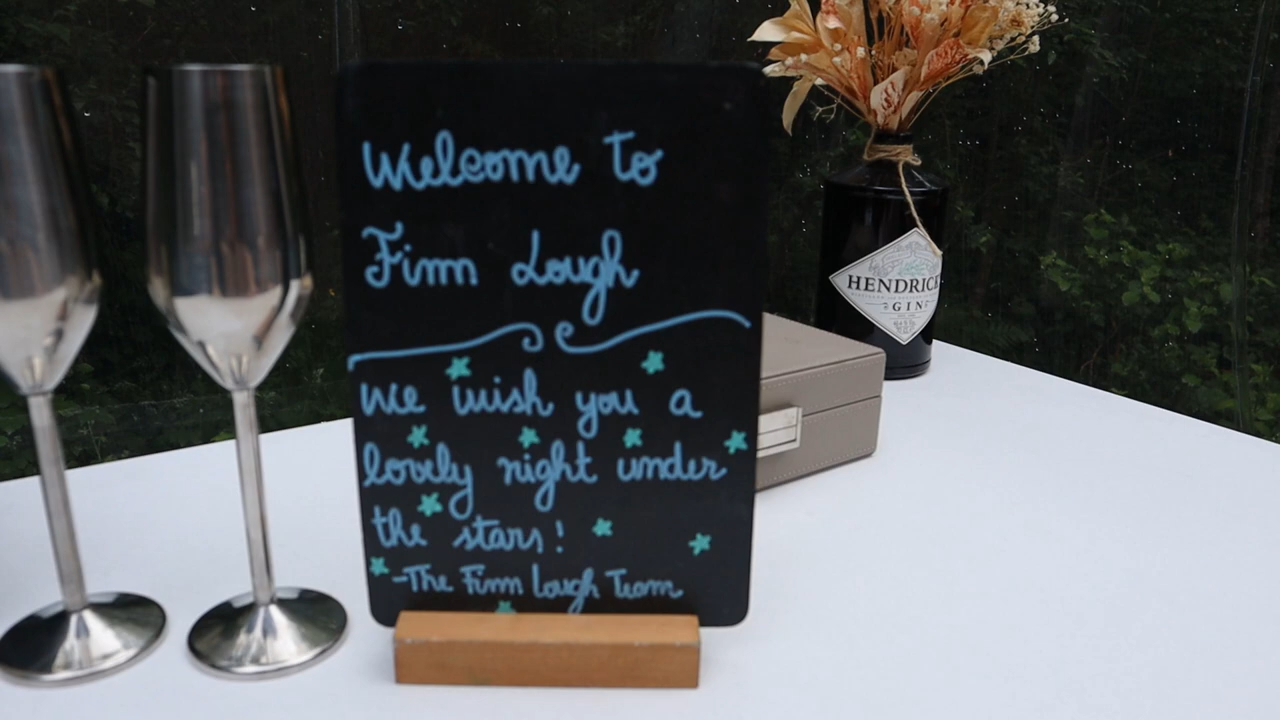 Welcome to
Finn Lough
We wish you a
lovely night under
the stars!
-The Finn Lough Team
HENDRICK
GIN